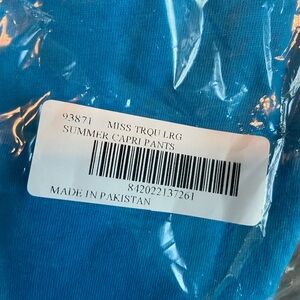 93871 MISS TRQU LRG
SUMMER CAPRI PANTS
842022137261
MADE IN PAKISTAN